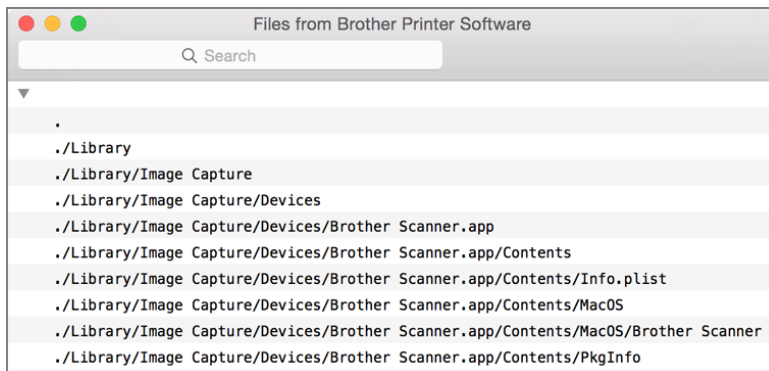 Files from Brother Printer Software
Search
.
./Library
./Library/Image Capture
./Library/Image Capture/Devices
./Library/Image Capture/Devices/Brother Scanner.app
./Library/Image Capture/Devices/Brother Scanner.app/Contents
./Library/Image Capture/Devices/Brother Scanner.app/Contents/Info.plist
./Library/Image Capture/Devices/Brother Scanner.app/Contents/MacOS
./Library/Image Capture/Devices/Brother Scanner.app/Contents/MacOS/Brother Scanner
./Library/Image Capture/Devices/Brother Scanner.app/Contents/PkgInfo